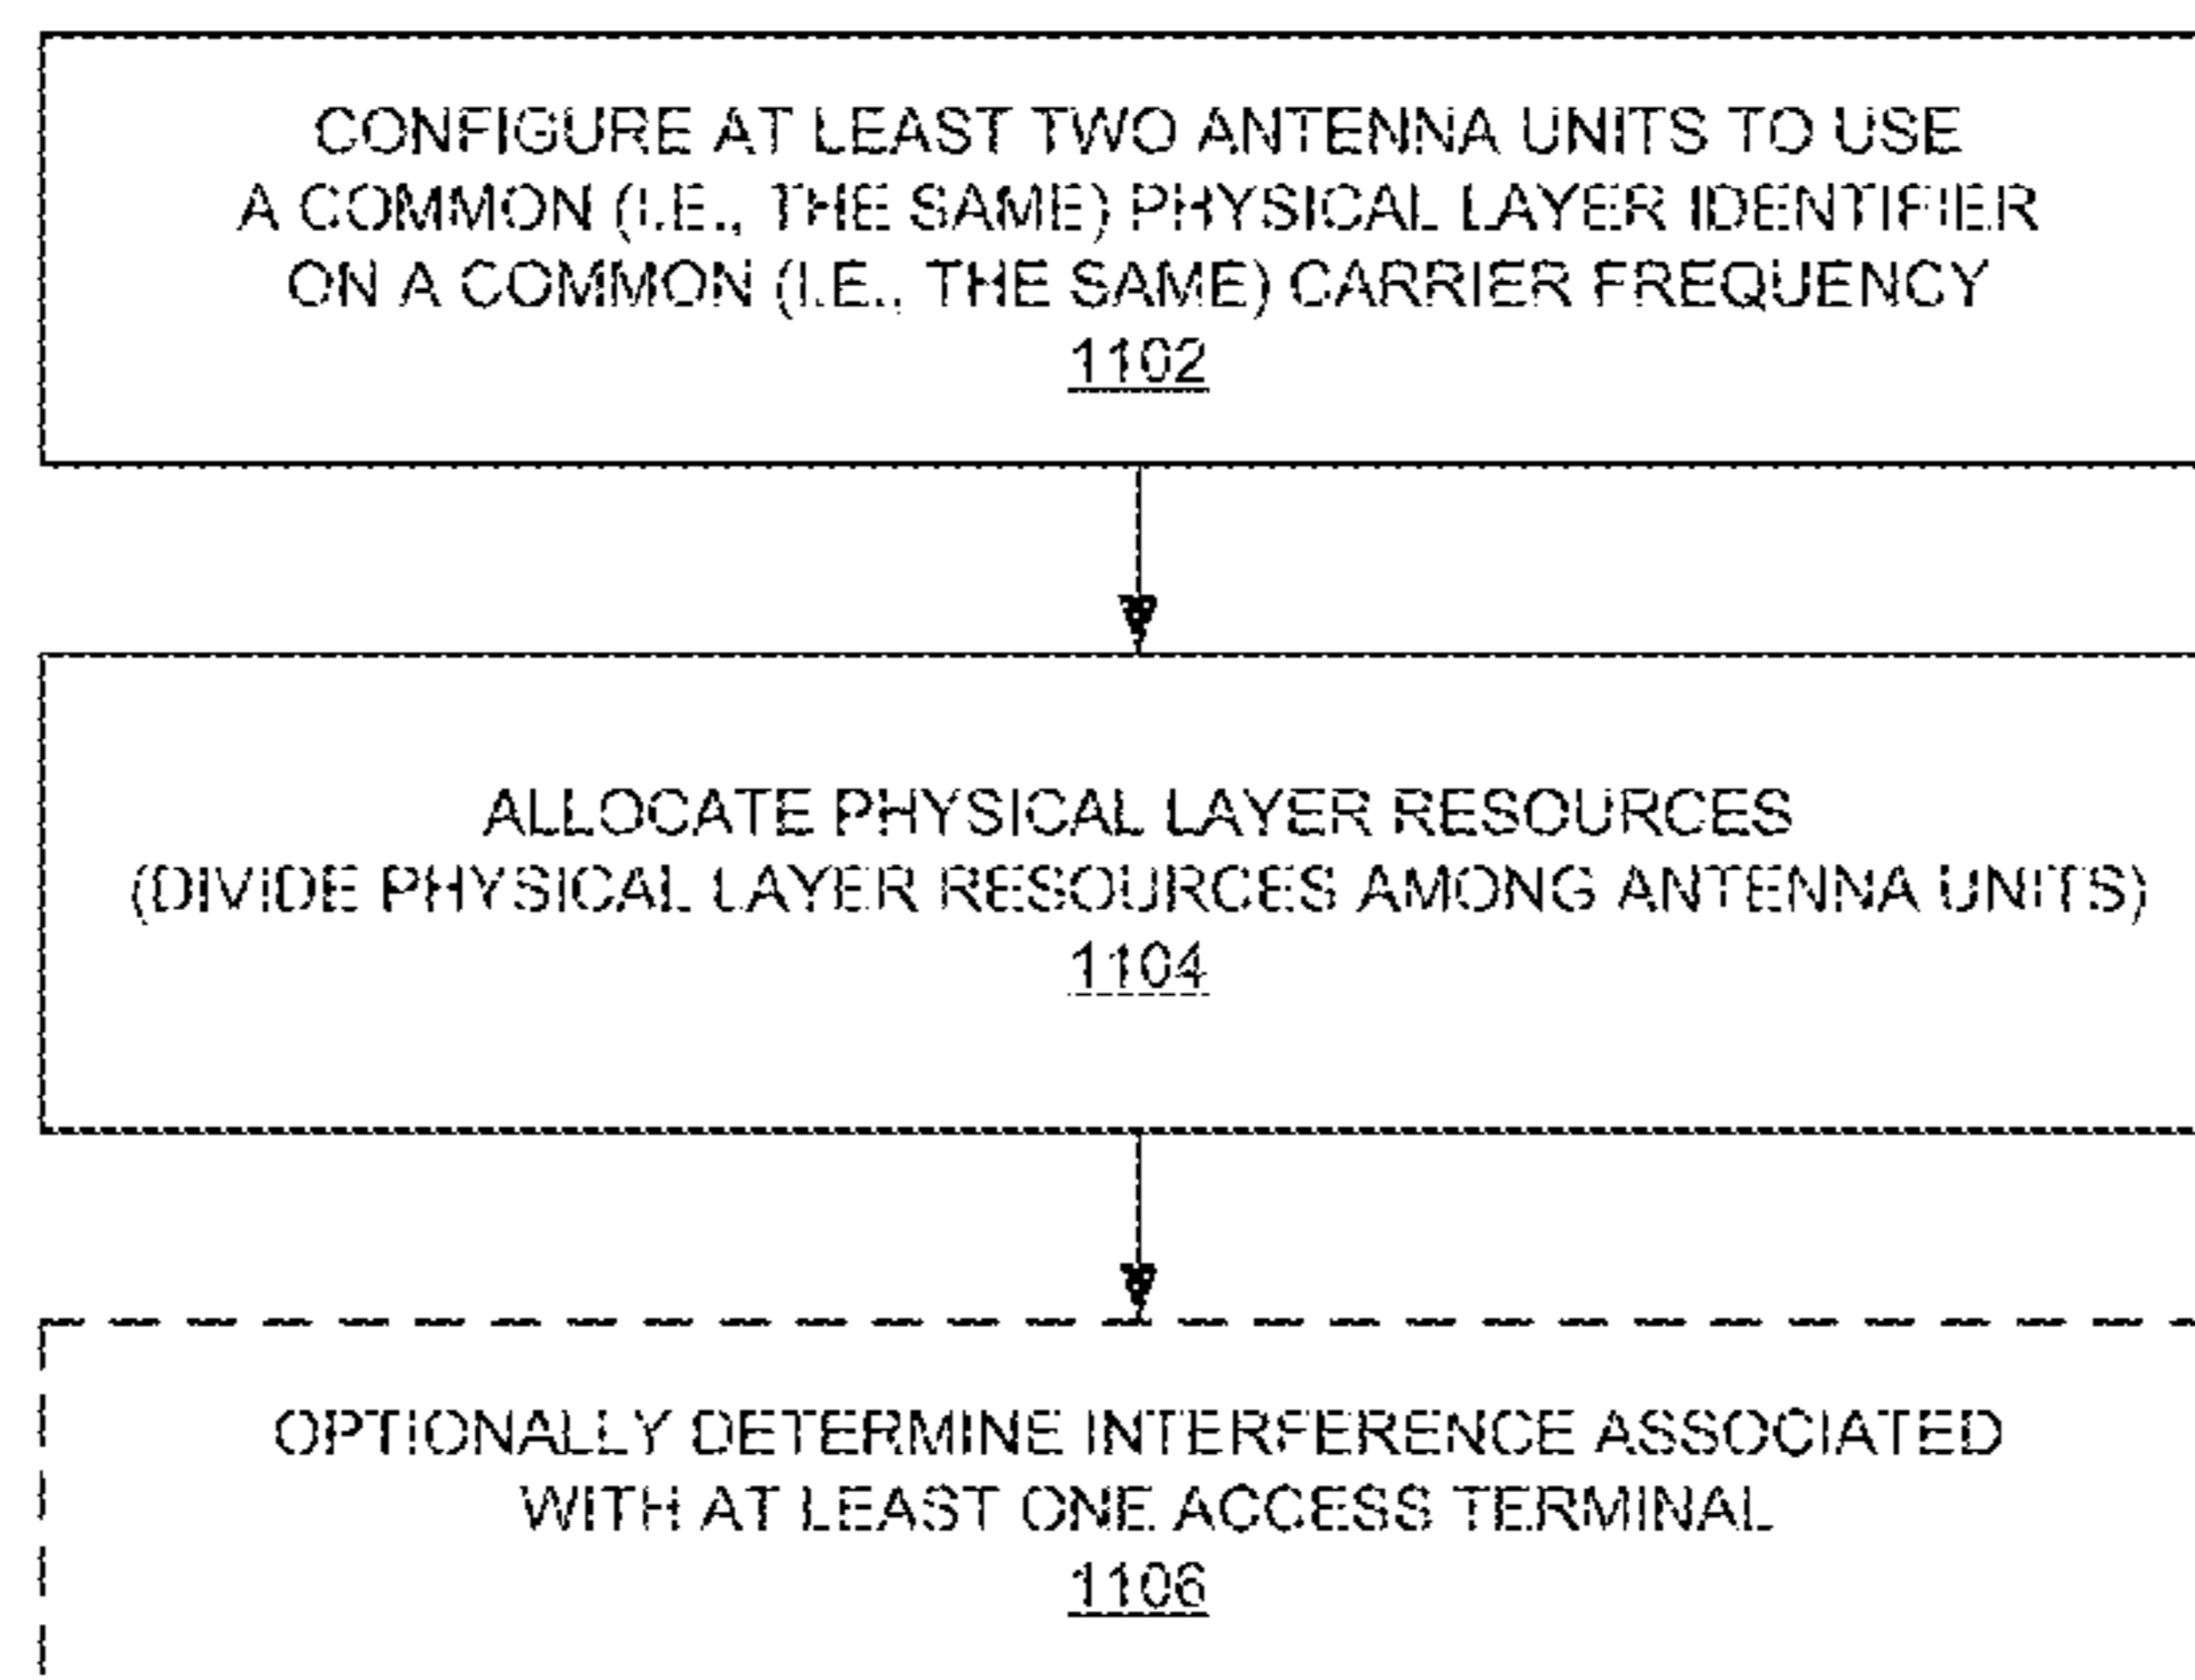 CONFIGURE AT LEAST TWO ANTENNA UNITS TO USE
A COMMON (I.E., THE SAME) PHYSICAL LAYER IDENTIFIER
ON A COMMON (I.E., THE SAME) CARRIER FREQUENCY
1102
ALLOCATE PHYSICAL LAYER RESOURCES
(DIVIDE PHYSICAL LAYER RESOURCES AMONG ANTENNA UNITS)
1104
OPTIONALLY DETERMINE INTERFERENCE ASSOCIATED
WITH AT LEAST ONE ACCESS TERMINAL
1106